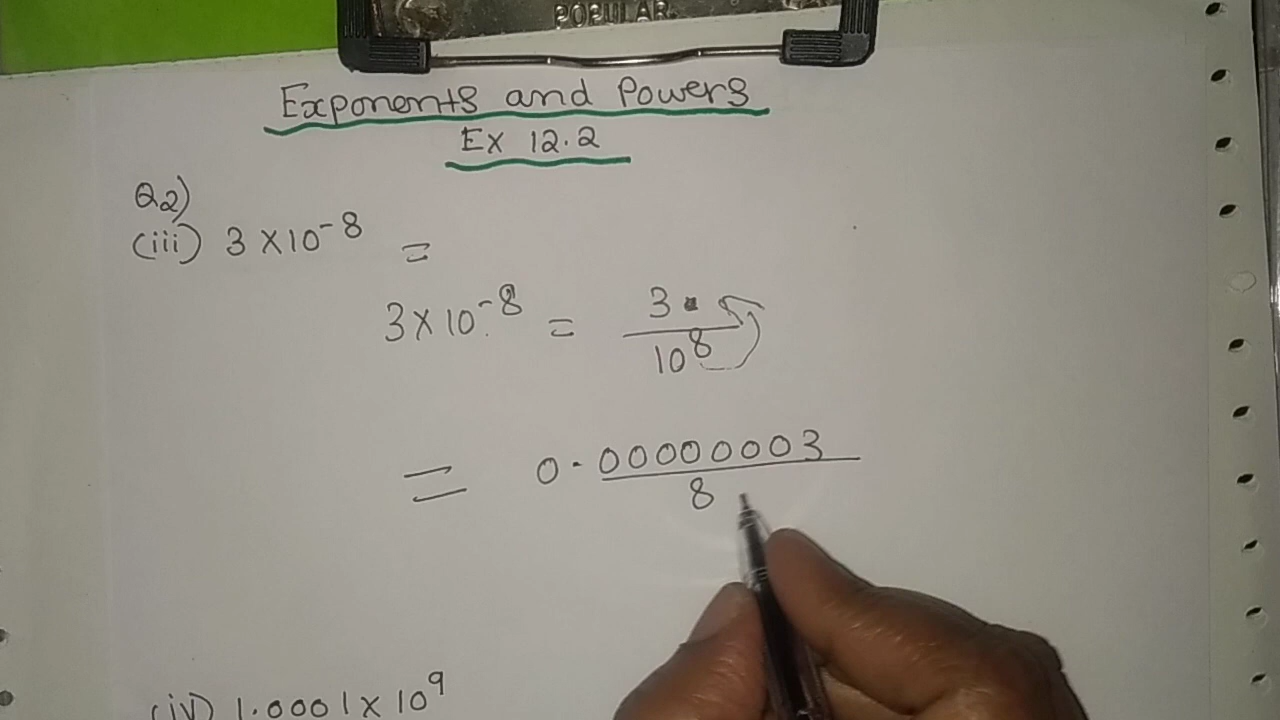 POPULAR
Exponents and Powers
Ex 12.2
Q2)
(iii) 3 × 10⁻⁸ =
3 × 10⁻⁸ = 3. / 10⁸
= 0.00000003
8
(iv) 1.0001 × 10⁹